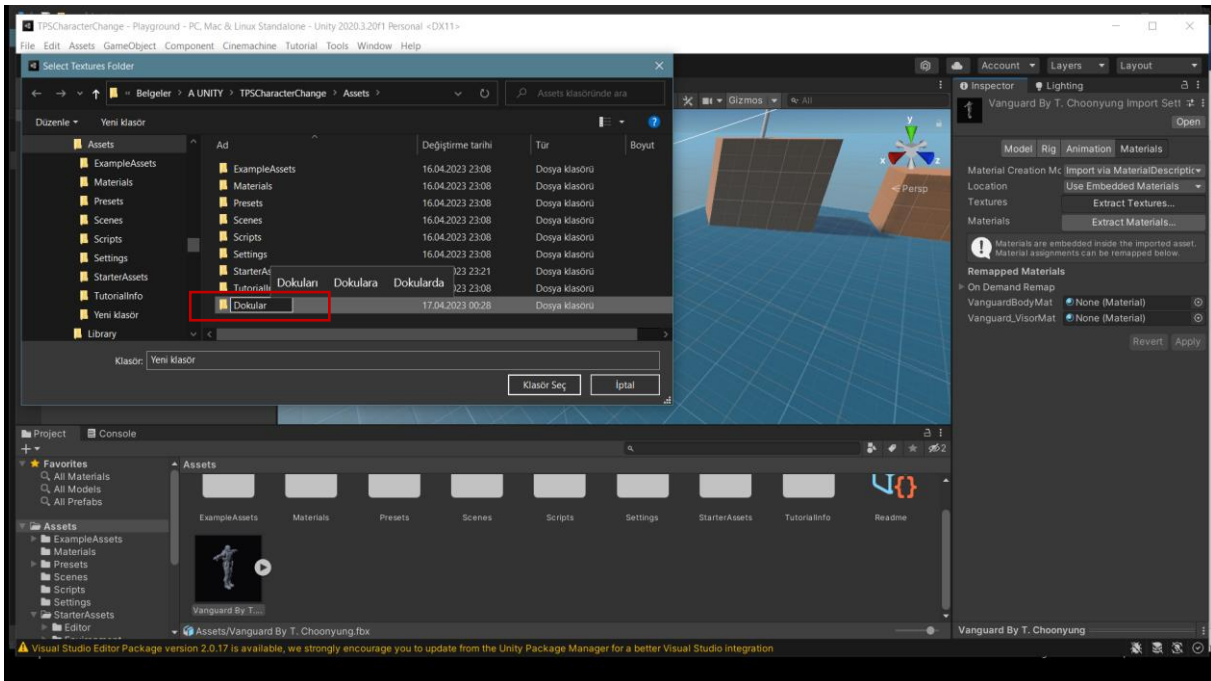 TPSCharacterChange - Playground - PC, Mac & Linux Standalone - Unity 2020.3.20f1 Personal <DX11>
File Edit Assets GameObject Component Cinemachine Tutorial Tools Window Help
Select Textures Folder
« Belgeler > A UNITY > TPSCharacterChange > Assets >
Assets klasöründe ara
Düzenle Yeni klasör
Assets
ExampleAssets
Materials
Presets
Scenes
Scripts
Settings
StarterAssets
TutorialInfo
Yeni klasör
Library
Ad Değiştirme tarihi Tür Boyut
ExampleAssets 16.04.2023 23:08 Dosya klasörü
Materials 16.04.2023 23:08 Dosya klasörü
Presets 16.04.2023 23:08 Dosya klasörü
Scenes 16.04.2023 23:08 Dosya klasörü
Scripts 16.04.2023 23:08 Dosya klasörü
Settings 16.04.2023 23:08 Dosya klasörü
StarterAs 023 23:21 Dosya klasörü
TutorialI 023 23:08 Dosya klasörü
Dokuları Dokulara Dokularda
Dokular 17.04.2023 00:28 Dosya klasörü
Klasör: Yeni klasör
Klasör Seç İptal
Gizmos All
y
x z
Persp
Account Layers Layout
Inspector Lighting
Vanguard By T. Choonyung Import Sett
Open
Model Rig Animation Materials
Material Creation Mc Import via MaterialDescriptic
Location Use Embedded Materials
Textures Extract Textures...
Materials Extract Materials...
Materials are embedded inside the imported asset.
Material assignments can be remapped below.
Remapped Materials
On Demand Remap
VanguardBodyMat None (Material)
Vanguard_VisorMat None (Material)
Revert Apply
Project Console
2
Favorites
All Materials
All Models
All Prefabs
Assets
ExampleAssets
Materials
Presets
Scenes
Scripts
Settings
StarterAssets
Editor
Assets
ExampleAssets Materials Presets Scenes Scripts Settings StarterAssets TutorialInfo Readme
Vanguard By T....
Assets/Vanguard By T. Choonyung.fbx
Vanguard By T. Choonyung
Visual Studio Editor Package version 2.0.17 is available, we strongly encourage you to update from the Unity Package Manager for a better Visual Studio integration